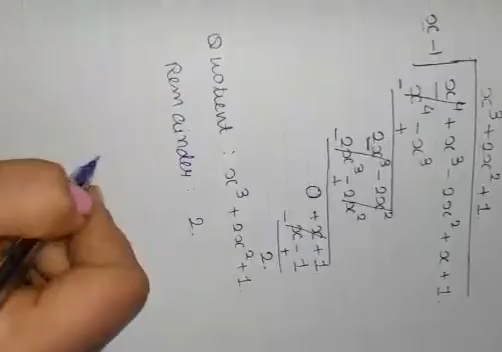 x³ + 2x² + 1.
x - 1 x⁴ + x³ - 2x² + x + 1.
- x⁴ - x³
+
2x³ - 2x²
- 2x³ - 2x²
+
0 + x + 1
- x - 1
+
2.
Quotient : x³ + 2x² + 1.
Remainder : 2.